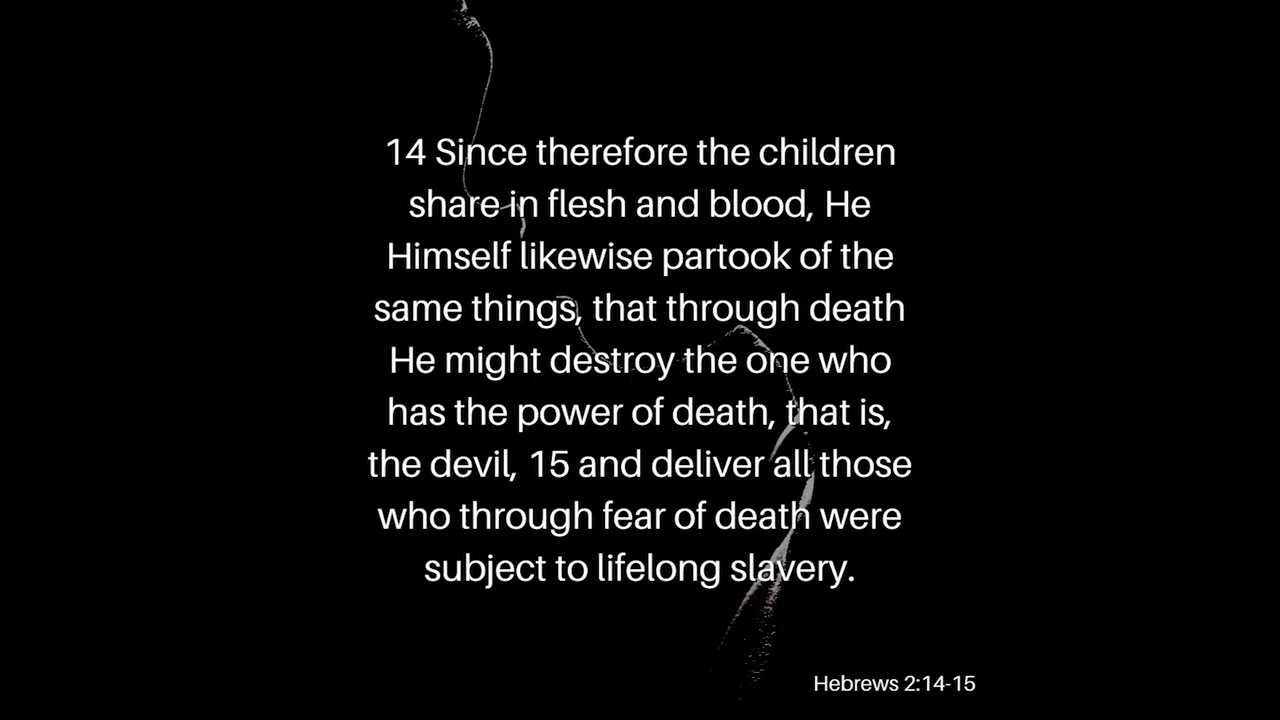 14 Since therefore the children
share in flesh and blood, He
Himself likewise partook of the
same things, that through death
He might destroy the one who
has the power of death, that is,
the devil, 15 and deliver all those
who through fear of death were
subject to lifelong slavery.
Hebrews 2:14-15